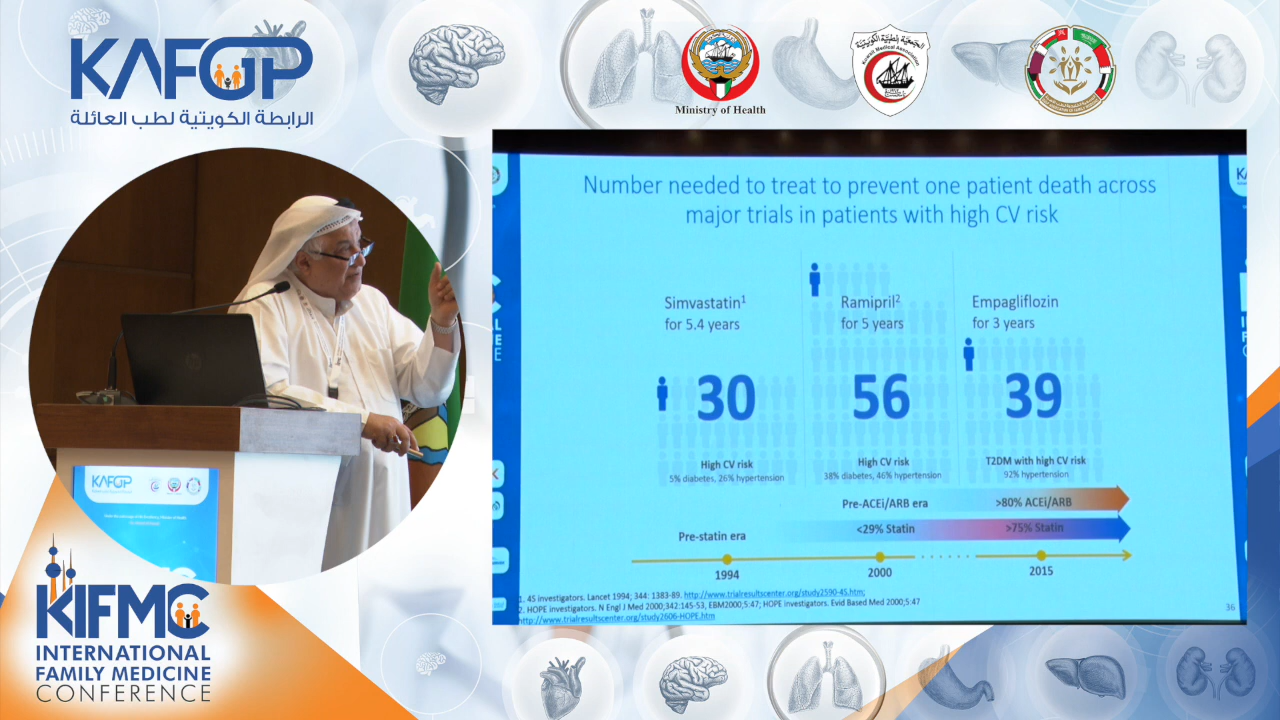 KAFGP
الرابطة الكويتية لطب العائلة
Ministry of Health
Number needed to treat to prevent one patient death across
major trials in patients with high CV risk
Simvastatin1
for 5.4 years
Ramipril2
for 5 years
Empagliflozin
for 3 years
30
56
39
High CV risk
5% diabetes, 26% hypertension
High CV risk
38% diabetes, 46% hypertension
T2DM with high CV risk
92% hypertension
Pre-ACEi/ARB era
>80% ACEi/ARB
Pre-statin era
<29% Statin
>75% Statin
1994
2000
2015
1. 4S investigators. Lancet 1994; 344: 1383-89. http://www.trialresultscenter.org/study2590-4S.htm;
2. HOPE investigators. N Engl J Med 2000;342:145-53, EBM2000;5:47; HOPE investigators. Evid Based Med 2000;5:47
http://www.trialresultscenter.org/study2606-HOPE.htm
36
KAFGP
KIFMC
INTERNATIONAL
FAMILY MEDICINE
CONFERENCE